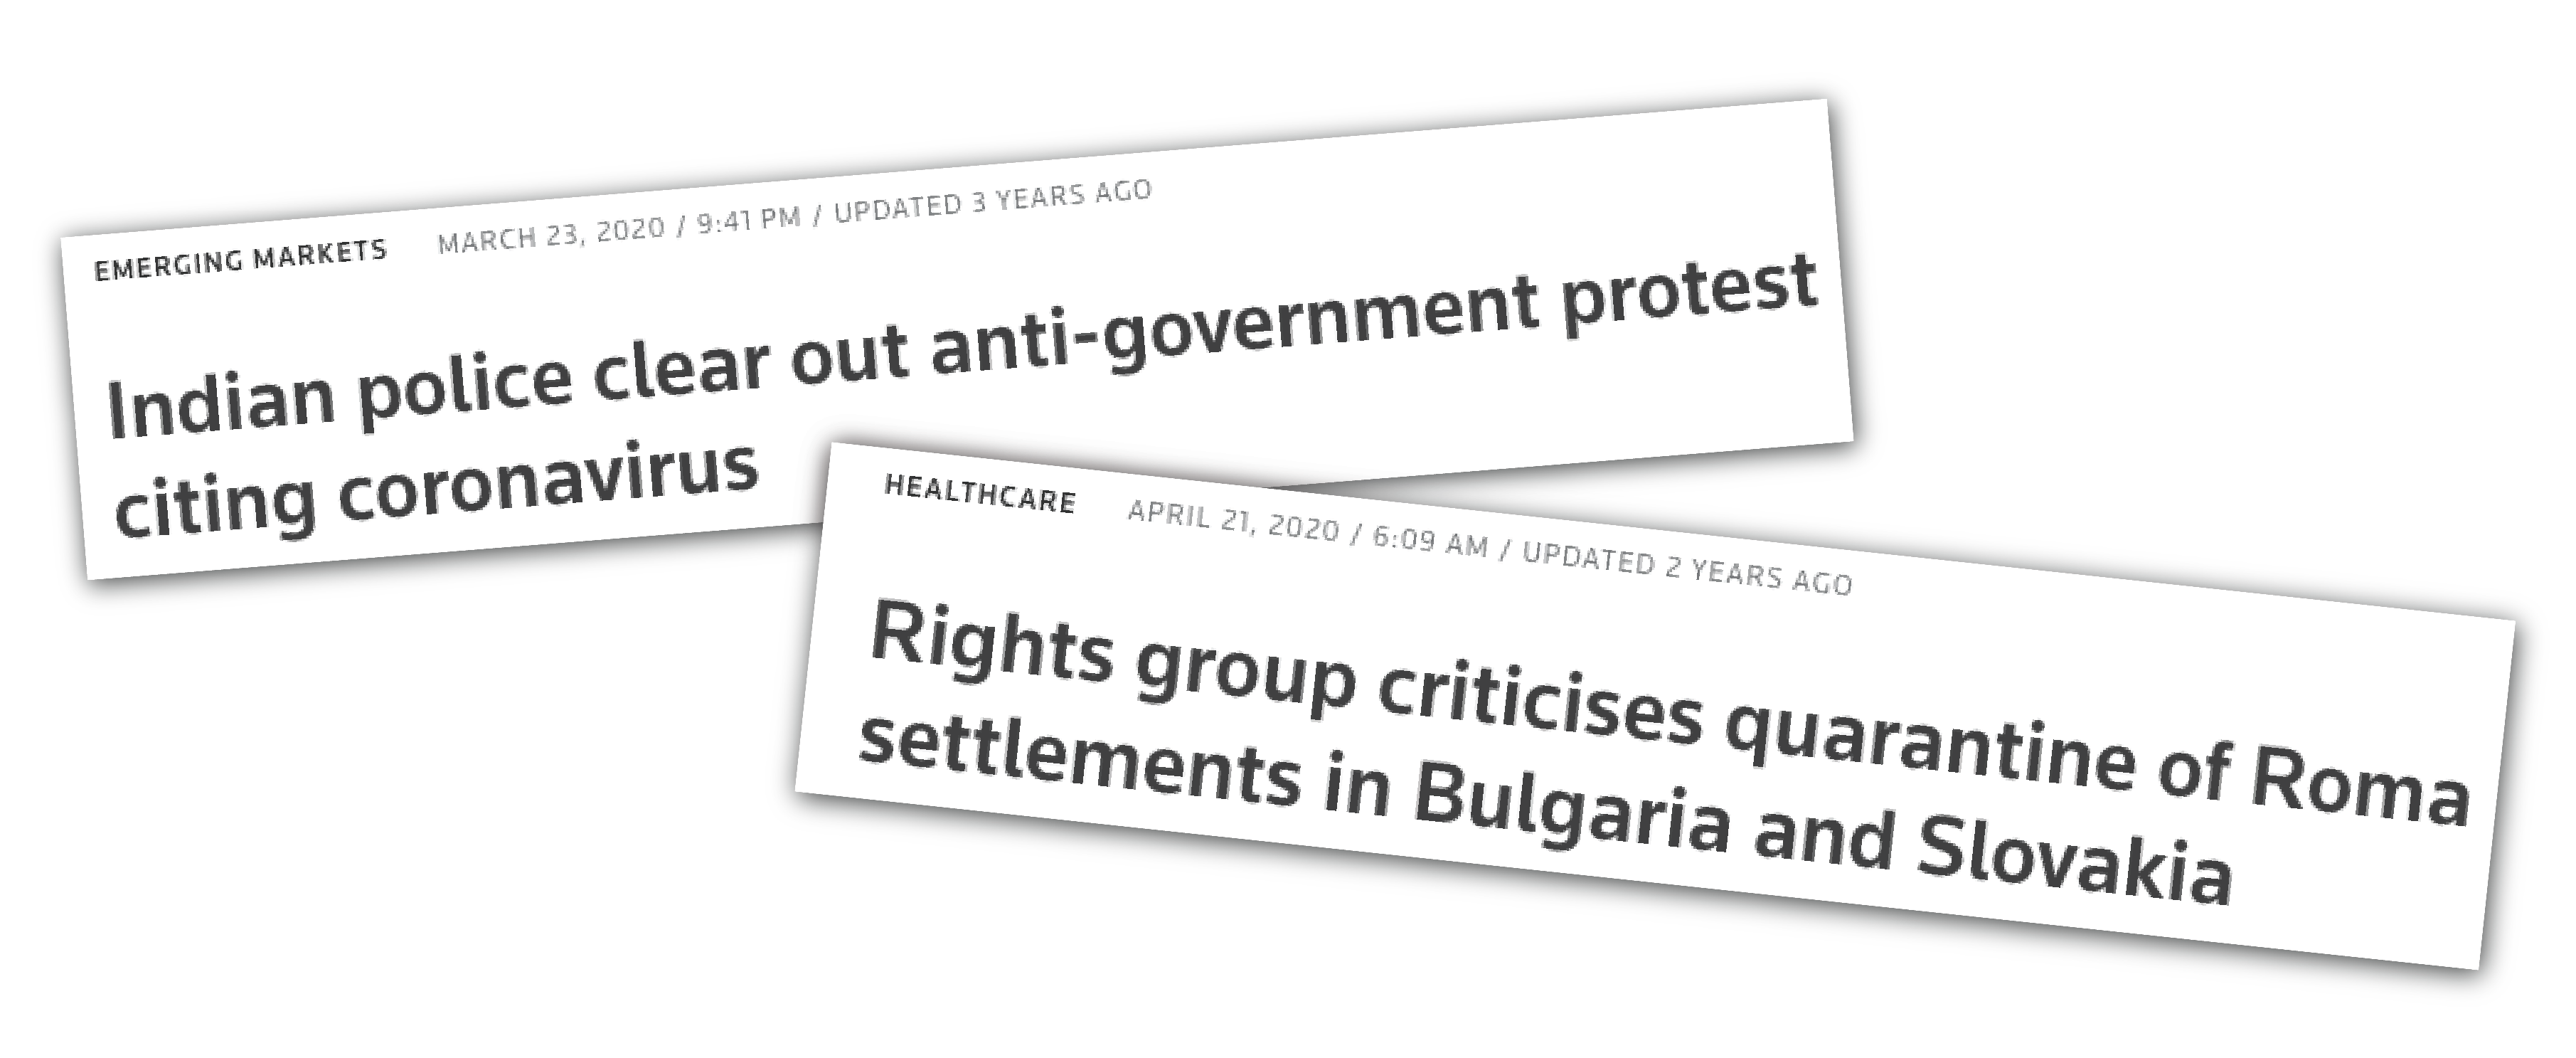 EMERGING MARKETS MARCH 23, 2020 / 9:41 PM / UPDATED 3 YEARS AGO
Indian police clear out anti-government protest
citing coronavirus
HEALTHCARE APRIL 21, 2020 / 6:09 AM / UPDATED 2 YEARS AGO
Rights group criticises quarantine of Roma
settlements in Bulgaria and Slovakia